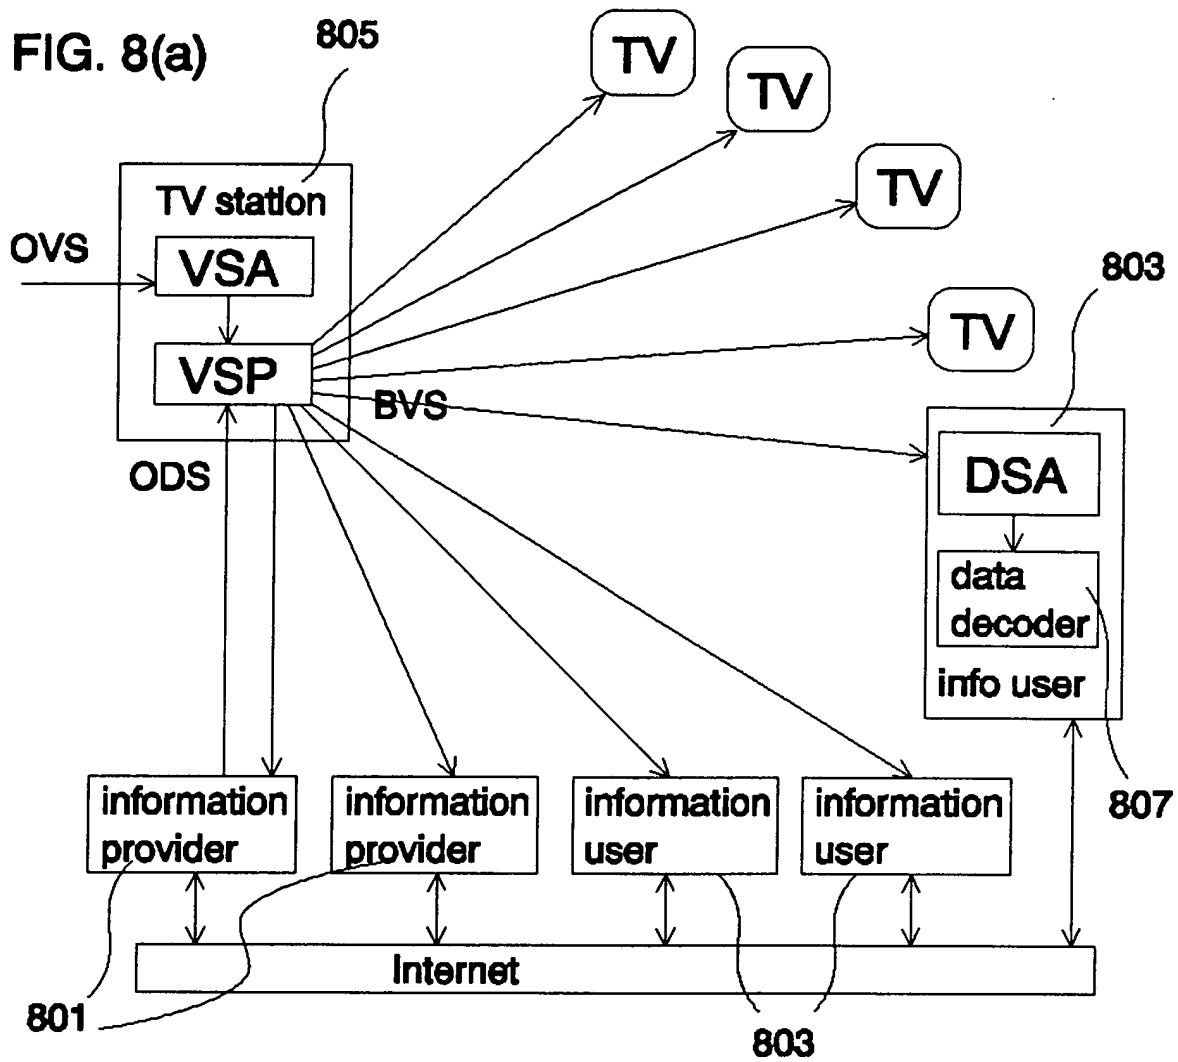 FIG. 8(a)
805
TV
TV
TV
TV
TV station
OVS
VSA
VSP
BVS
ODS
803
DSA
data
decoder
info user
807
information
provider
information
provider
information
user
information
user
Internet
801
803